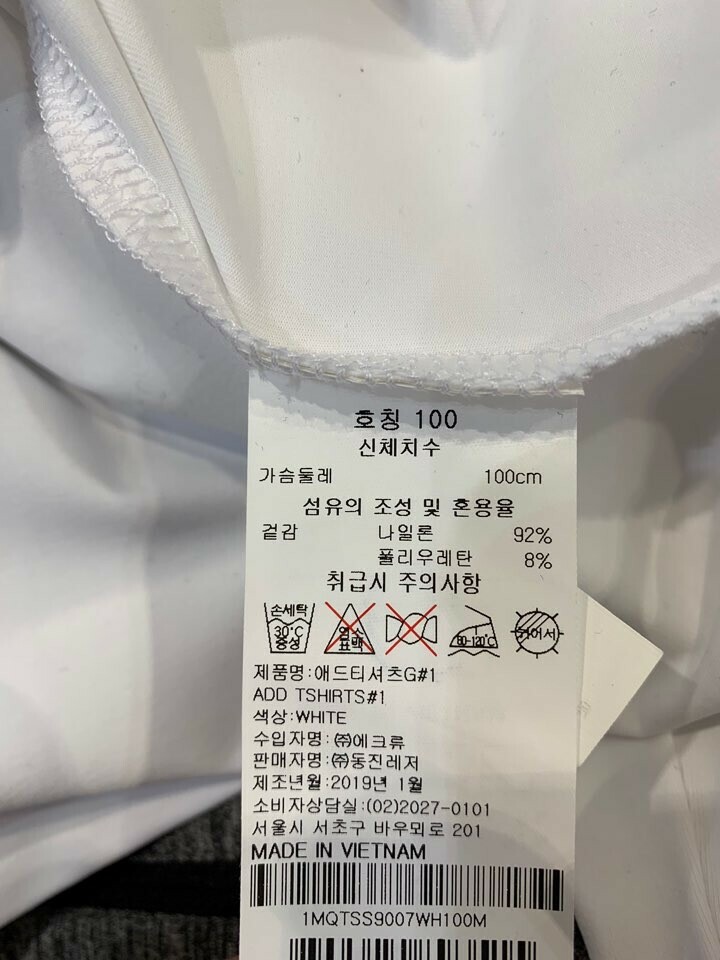 호칭 100
신체치수
가슴둘레 100cm
섬유의 조성 및 혼용율
겉감 나일론 92%
폴리우레탄 8%
취급시 주의사항
손세탁
30°C
중성
염소
표백
80-120°C
뉘어서
제품명:애드티셔츠G#1
ADD TSHIRTS#1
색상:WHITE
수입자명:㈜에크류
판매자명:㈜동진레저
제조년월:2019년 1월
소비자상담실:(02)2027-0101
서울시 서초구 바우뫼로 201
MADE IN VIETNAM
1MQTSS9007WH100M